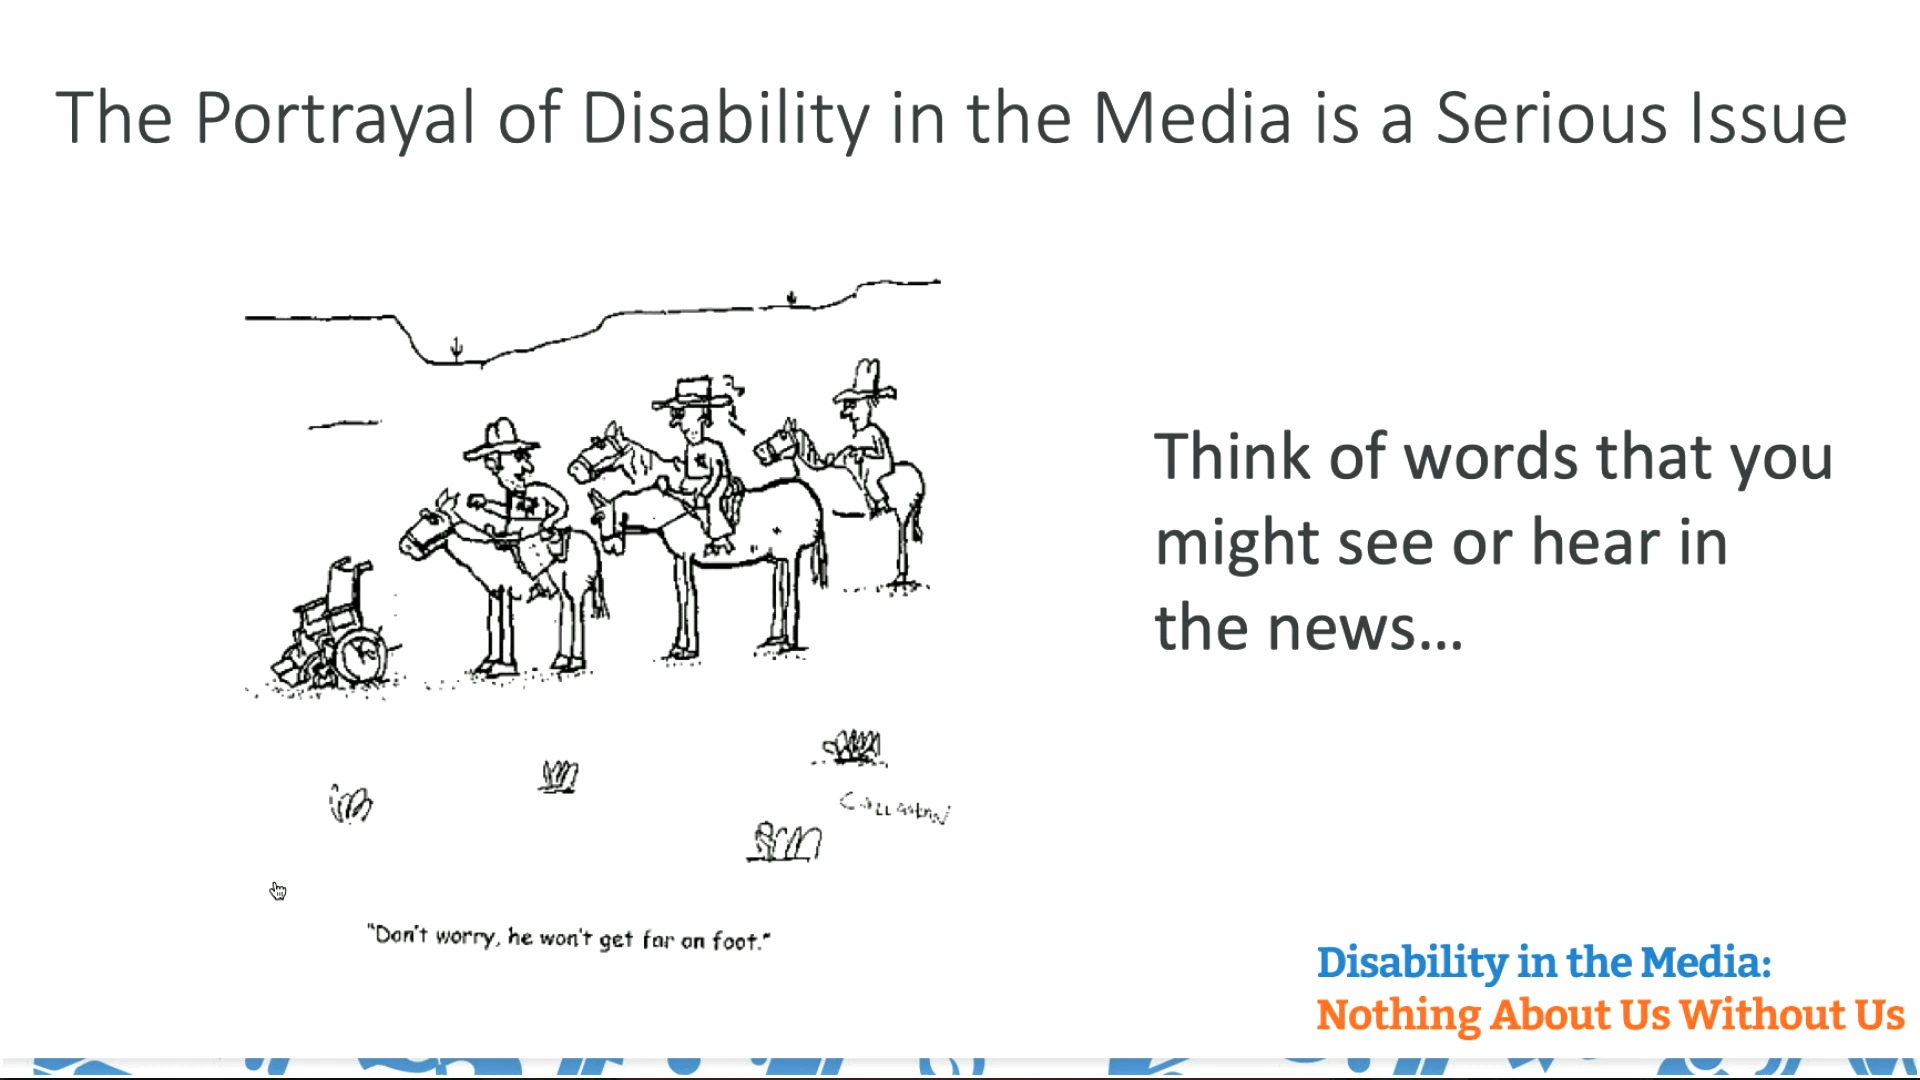 The Portrayal of Disability in the Media is a Serious Issue
Think of words that you
might see or hear in
the news...
CALLAHAN
"Don't worry, he won't get far on foot."
Disability in the Media:
Nothing About Us Without Us